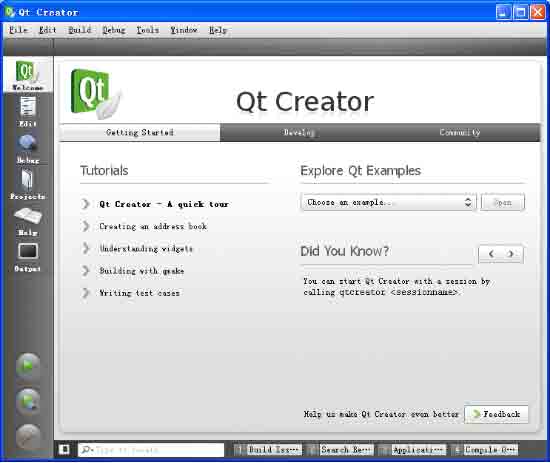 Qt Creator
File Edit Build Debug Tools Window Help
Qt
Welcome
Edit
Debug
Projects
Help
Output
Qt
Qt Creator
Getting Started Develop Community
Tutorials
Qt Creator - A quick tour
Creating an address book
Understanding widgets
Building with qmake
Writing test cases
Explore Qt Examples
Choose an example... Open
Did You Know?
You can start Qt Creator with a session by
calling qtcreator <sessionname>.
Help us make Qt Creator even better Feedback
Type to locate 1 Build Iss··· 2 Search Re··· 3 Applicati··· 4 Compile O···